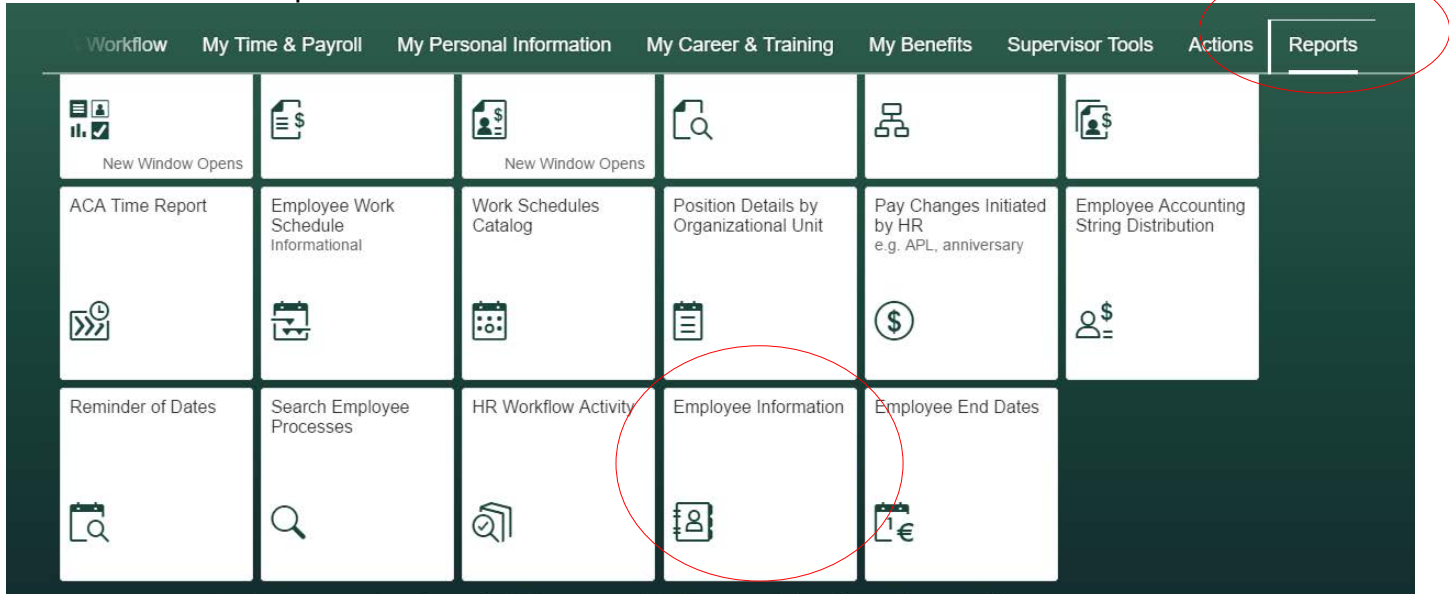 Workflow My Time & Payroll My Personal Information My Career & Training My Benefits Supervisor Tools Actions Reports
New Window Opens
New Window Opens
ACA Time Report
Employee Work
Schedule
Informational
Work Schedules
Catalog
Position Details by
Organizational Unit
Pay Changes Initiated
by HR
e.g. APL, anniversary
Employee Accounting
String Distribution
Reminder of Dates
Search Employee
Processes
HR Workflow Activity
Employee Information
Employee End Dates